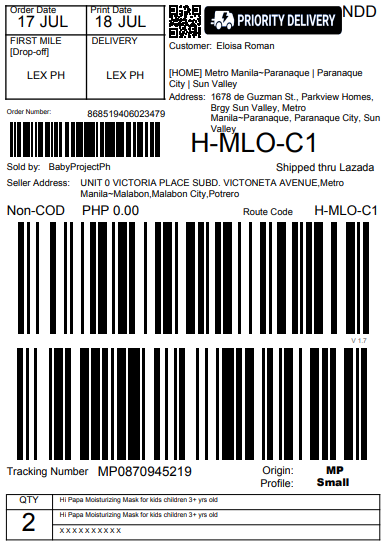 Order Date
17 JUL
Print Date
18 JUL
PRIORITY DELIVERY
NDD
FIRST MILE
[Drop-off]
LEX PH
DELIVERY
LEX PH
Customer: Eloisa Roman
[HOME] Metro Manila~Paranaque | Paranaque
City | Sun Valley
Address: 1678 de Guzman St., Parkview Homes,
Brgy Sun Valley, Metro
Manila~Paranaque, Paranaque City, Sun
Valley
Order Number: 868519406023479
H-MLO-C1
Sold by: BabyProjectPh
Shipped thru Lazada
Seller Address: UNIT 0 VICTORIA PLACE SUBD. VICTONETA AVENUE,Metro
Manila~Malabon,Malabon City,Potrero
Non-COD PHP 0.00 Route Code H-MLO-C1
V 1.7
Tracking Number MP0870945219
Origin: MP
Profile: Small
QTY
2
Hi Papa Moisturizing Mask for kids children 3+ yrs old
Hi Papa Moisturizing Mask for kids children 3+ yrs old
X X X X X X X X X X